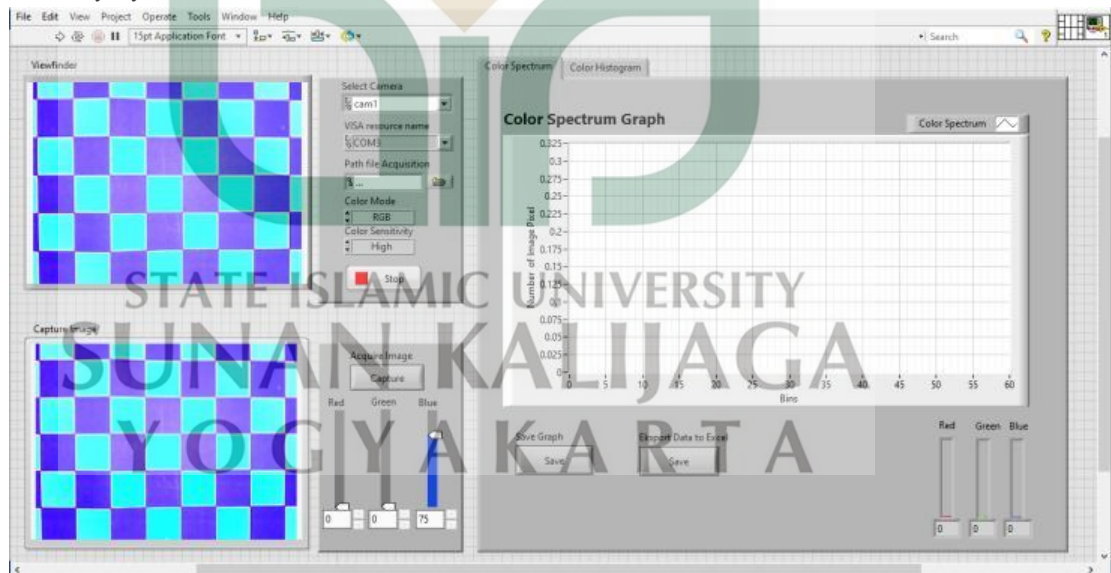 File Edit View Project Operate Tools Window Help
15pt Application Font
Search
Viewfinder
Select Camera
cam1
VISA resource name
COM3
Path file Acquisition
...
Color Mode
RGB
Color Sensitivity
High
Stop
Color Spectrum Color Histogram
Color Spectrum Graph
Color Spectrum
0.325
0.3
0.275
0.25
0.225
0.2
0.175
0.15
0.125
0.1
0.075
0.05
0.025
0
Number of Image Pixel
0 5 10 15 20 25 30 35 40 45 50 55 60
Bins
STATE ISLAMIC UNIVERSITY
SUNAN KALIJAGA
YOGYAKARTA
Capture Image
Acquire Image
Capture
Red Green Blue
0 0 75
Save Graph
Save
Eksport Data to Excel
Save
Red Green Blue
0 0 0